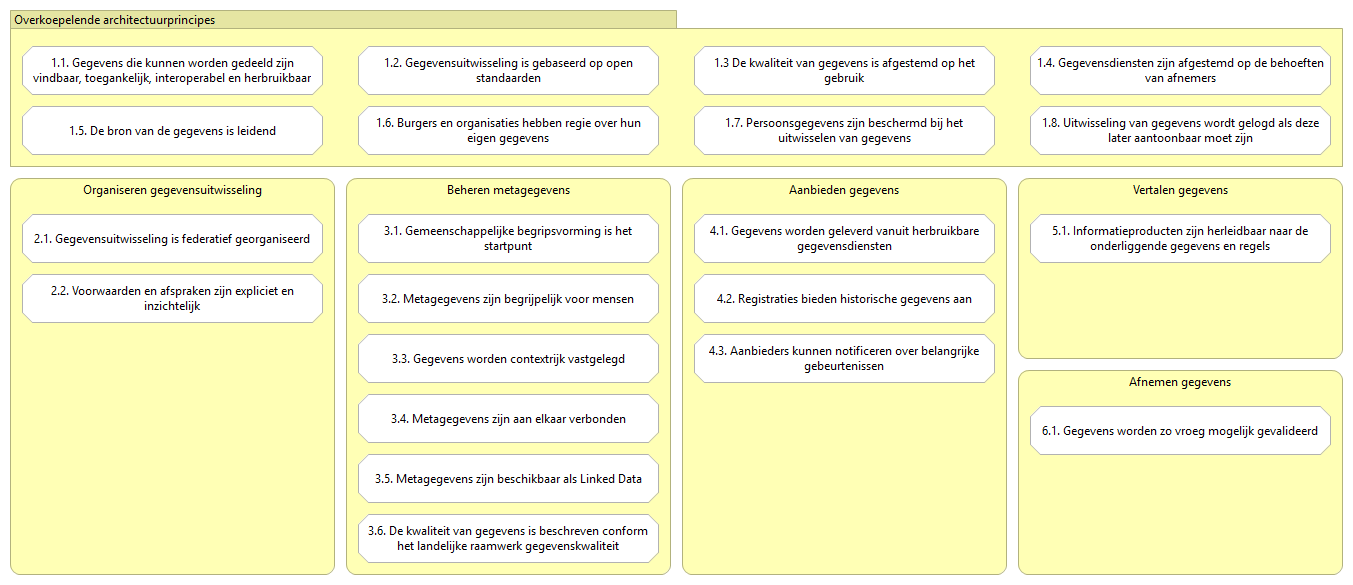 Overkoepelende architectuurprincipes
1.1. Gegevens die kunnen worden gedeeld zijn
vindbaar, toegankelijk, interoperabel en herbruikbaar
1.2. Gegevensuitwisseling is gebaseerd op open
standaarden
1.3 De kwaliteit van gegevens is afgestemd op het
gebruik
1.4. Gegevensdiensten zijn afgestemd op de behoeften
van afnemers
1.5. De bron van de gegevens is leidend
1.6. Burgers en organisaties hebben regie over hun
eigen gegevens
1.7. Persoonsgegevens zijn beschermd bij het
uitwisselen van gegevens
1.8. Uitwisseling van gegevens wordt gelogd als deze
later aantoonbaar moet zijn
Organiseren gegevensuitwisseling
2.1. Gegevensuitwisseling is federatief georganiseerd
2.2. Voorwaarden en afspraken zijn expliciet en
inzichtelijk
Beheren metagegevens
3.1. Gemeenschappelijke begripsvorming is het
startpunt
3.2. Metagegevens zijn begrijpelijk voor mensen
3.3. Gegevens worden contextrijk vastgelegd
3.4. Metagegevens zijn aan elkaar verbonden
3.5. Metagegevens zijn beschikbaar als Linked Data
3.6. De kwaliteit van gegevens is beschreven conform
het landelijke raamwerk gegevenskwaliteit
Aanbieden gegevens
4.1. Gegevens worden geleverd vanuit herbruikbare
gegevensdiensten
4.2. Registraties bieden historische gegevens aan
4.3. Aanbieders kunnen notificeren over belangrijke
gebeurtenissen
Vertalen gegevens
5.1. Informatieproducten zijn herleidbaar naar de
onderliggende gegevens en regels
Afnemen gegevens
6.1. Gegevens worden zo vroeg mogelijk gevalideerd